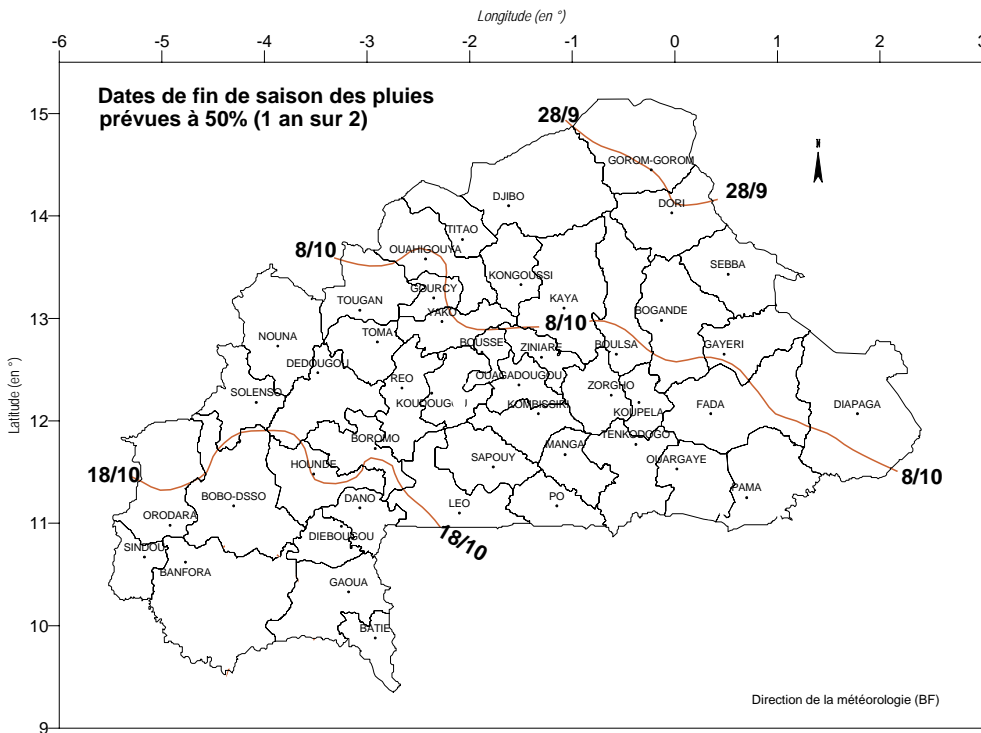 Longitude (en °)
-6 -5 -4 -3 -2 -1 0 1 2 3
Dates de fin de saison des pluies
prévues à 50% (1 an sur 2)
15
28/9
N
GOROM-GOROM
DJIBO
28/9
14
DORI
TITAO
8/10
OUAHIGOUYA
SEBBA
KONGOUSSI
GOURCY
TOUGAN
KAYA
BOGANDE
13
YAKO
8/10
NOUNA
TOMA
BOUSSE
ZINIARE
BOULSA
GAYERI
DEDOUGOU
REO
OUAGADOUGOU
ZORGHO
SOLENSO
KOUDOUGOU
KOMBISSIRI
KOUPELA
FADA
DIAPAGA
12
Latitude (en °)
TENKODOGO
BOROMO
MANGA
SAPOUY
OUARGAYE
18/10
HOUNDE
8/10
BOBO-DSSO
DANO
LEO
PO
PAMA
11
ORODARA
18/10
DIEBOUGOU
SINDOU
BANFORA
GAOUA
10
BATIE
Direction de la météorologie (BF)
9